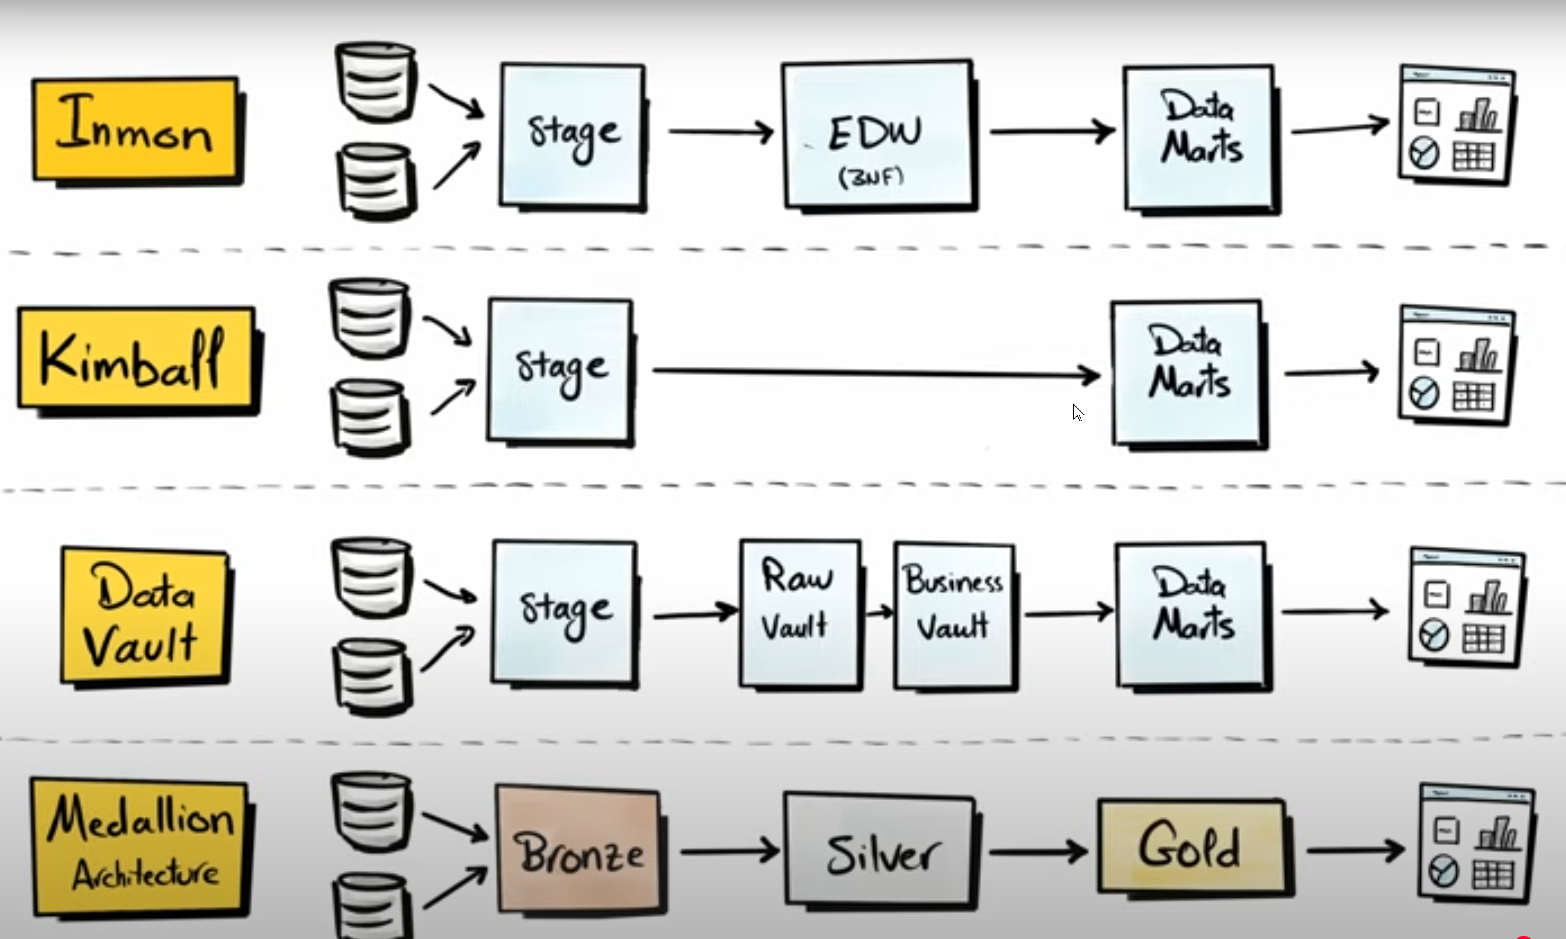 Inmon
Stage
EDW
(3NF)
Data
Marts
Kimball
Stage
Data
Marts
Data
Vault
Stage
Raw
Vault
Business
Vault
Data
Marts
Medallion
Architecture
Bronze
Silver
Gold